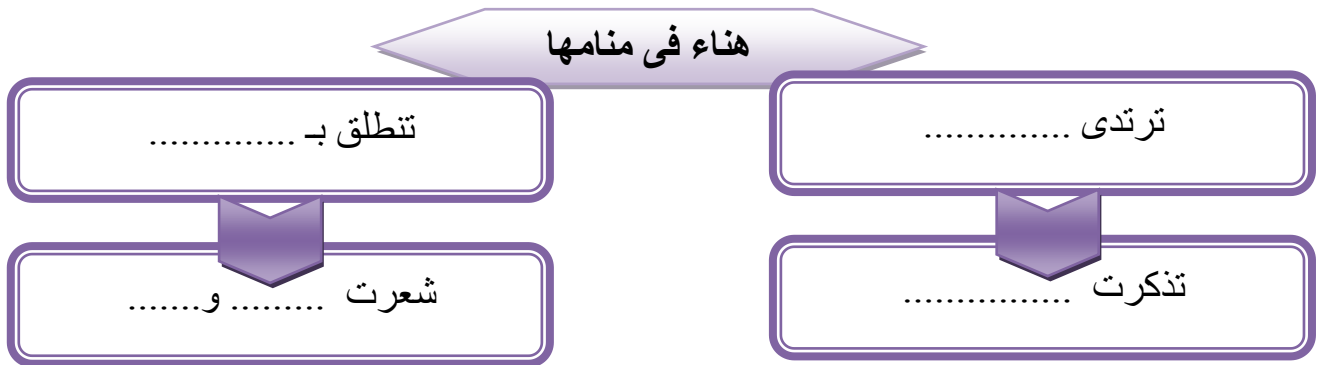 هناء فى منامها
ترتدى ..............
تنطلق بـ ..............
تذكرت ................
شعرت ......... و.......